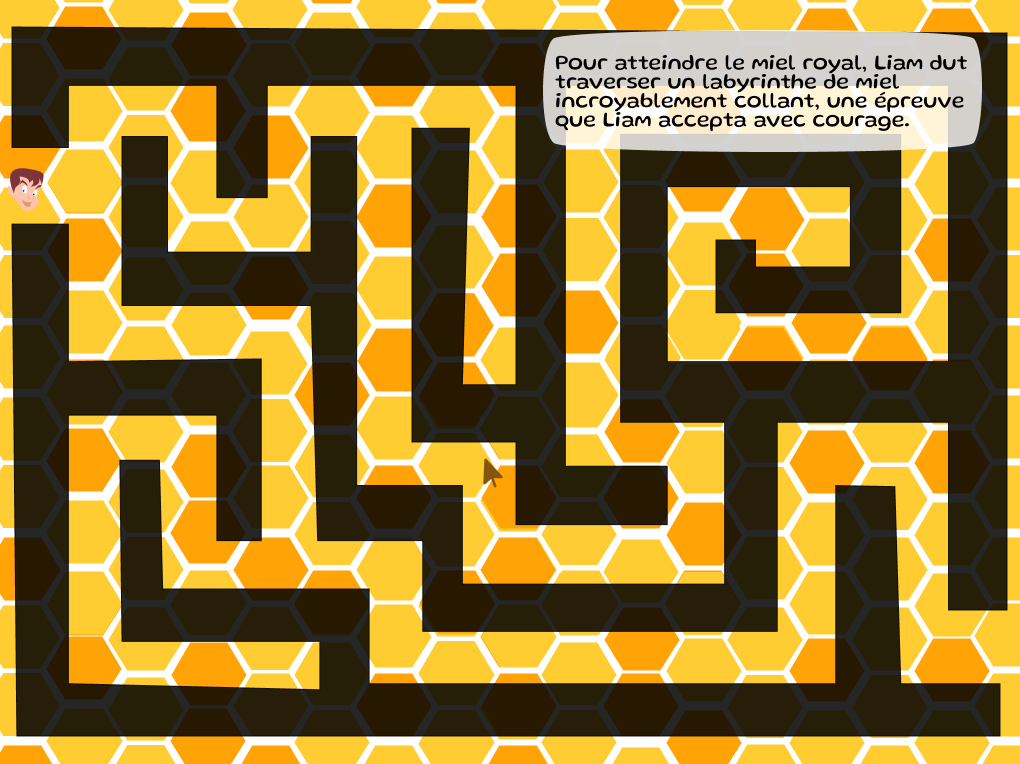 Pour atteindre le miel royal, Liam dut
traverser un labyrinthe de miel
incroyablement collant, une épreuve
que Liam accepta avec courage.